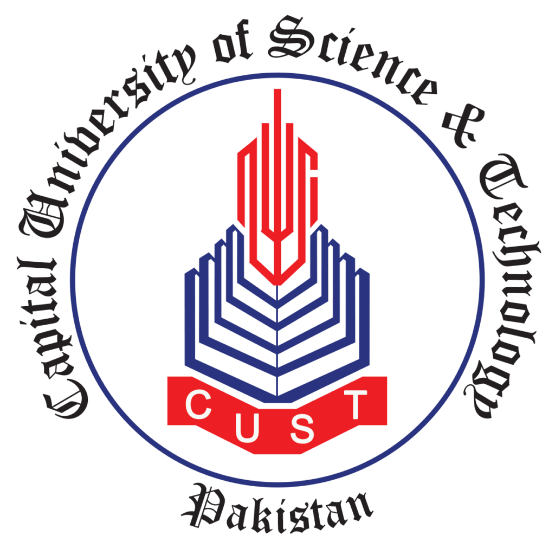 Capital University of Science & Technology
CUST
Pakistan